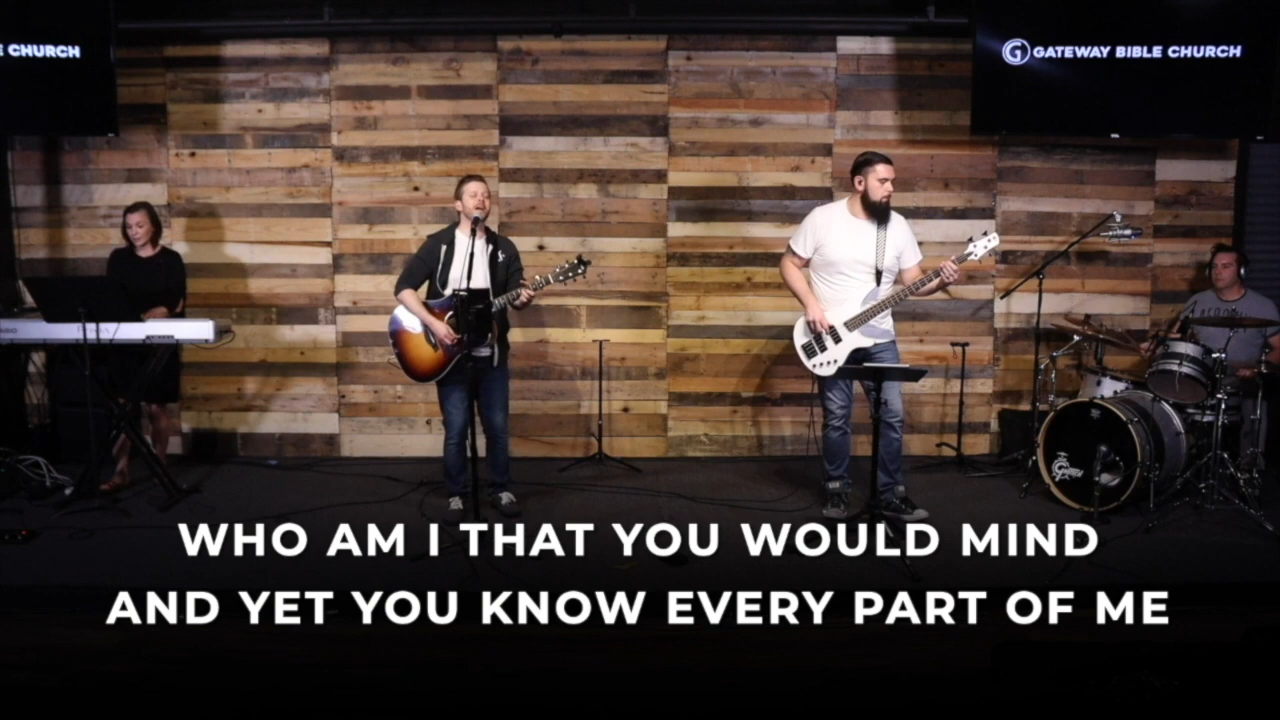 E CHURCH
G GATEWAY BIBLE CHURCH
WHO AM I THAT YOU WOULD MIND
AND YET YOU KNOW EVERY PART OF ME